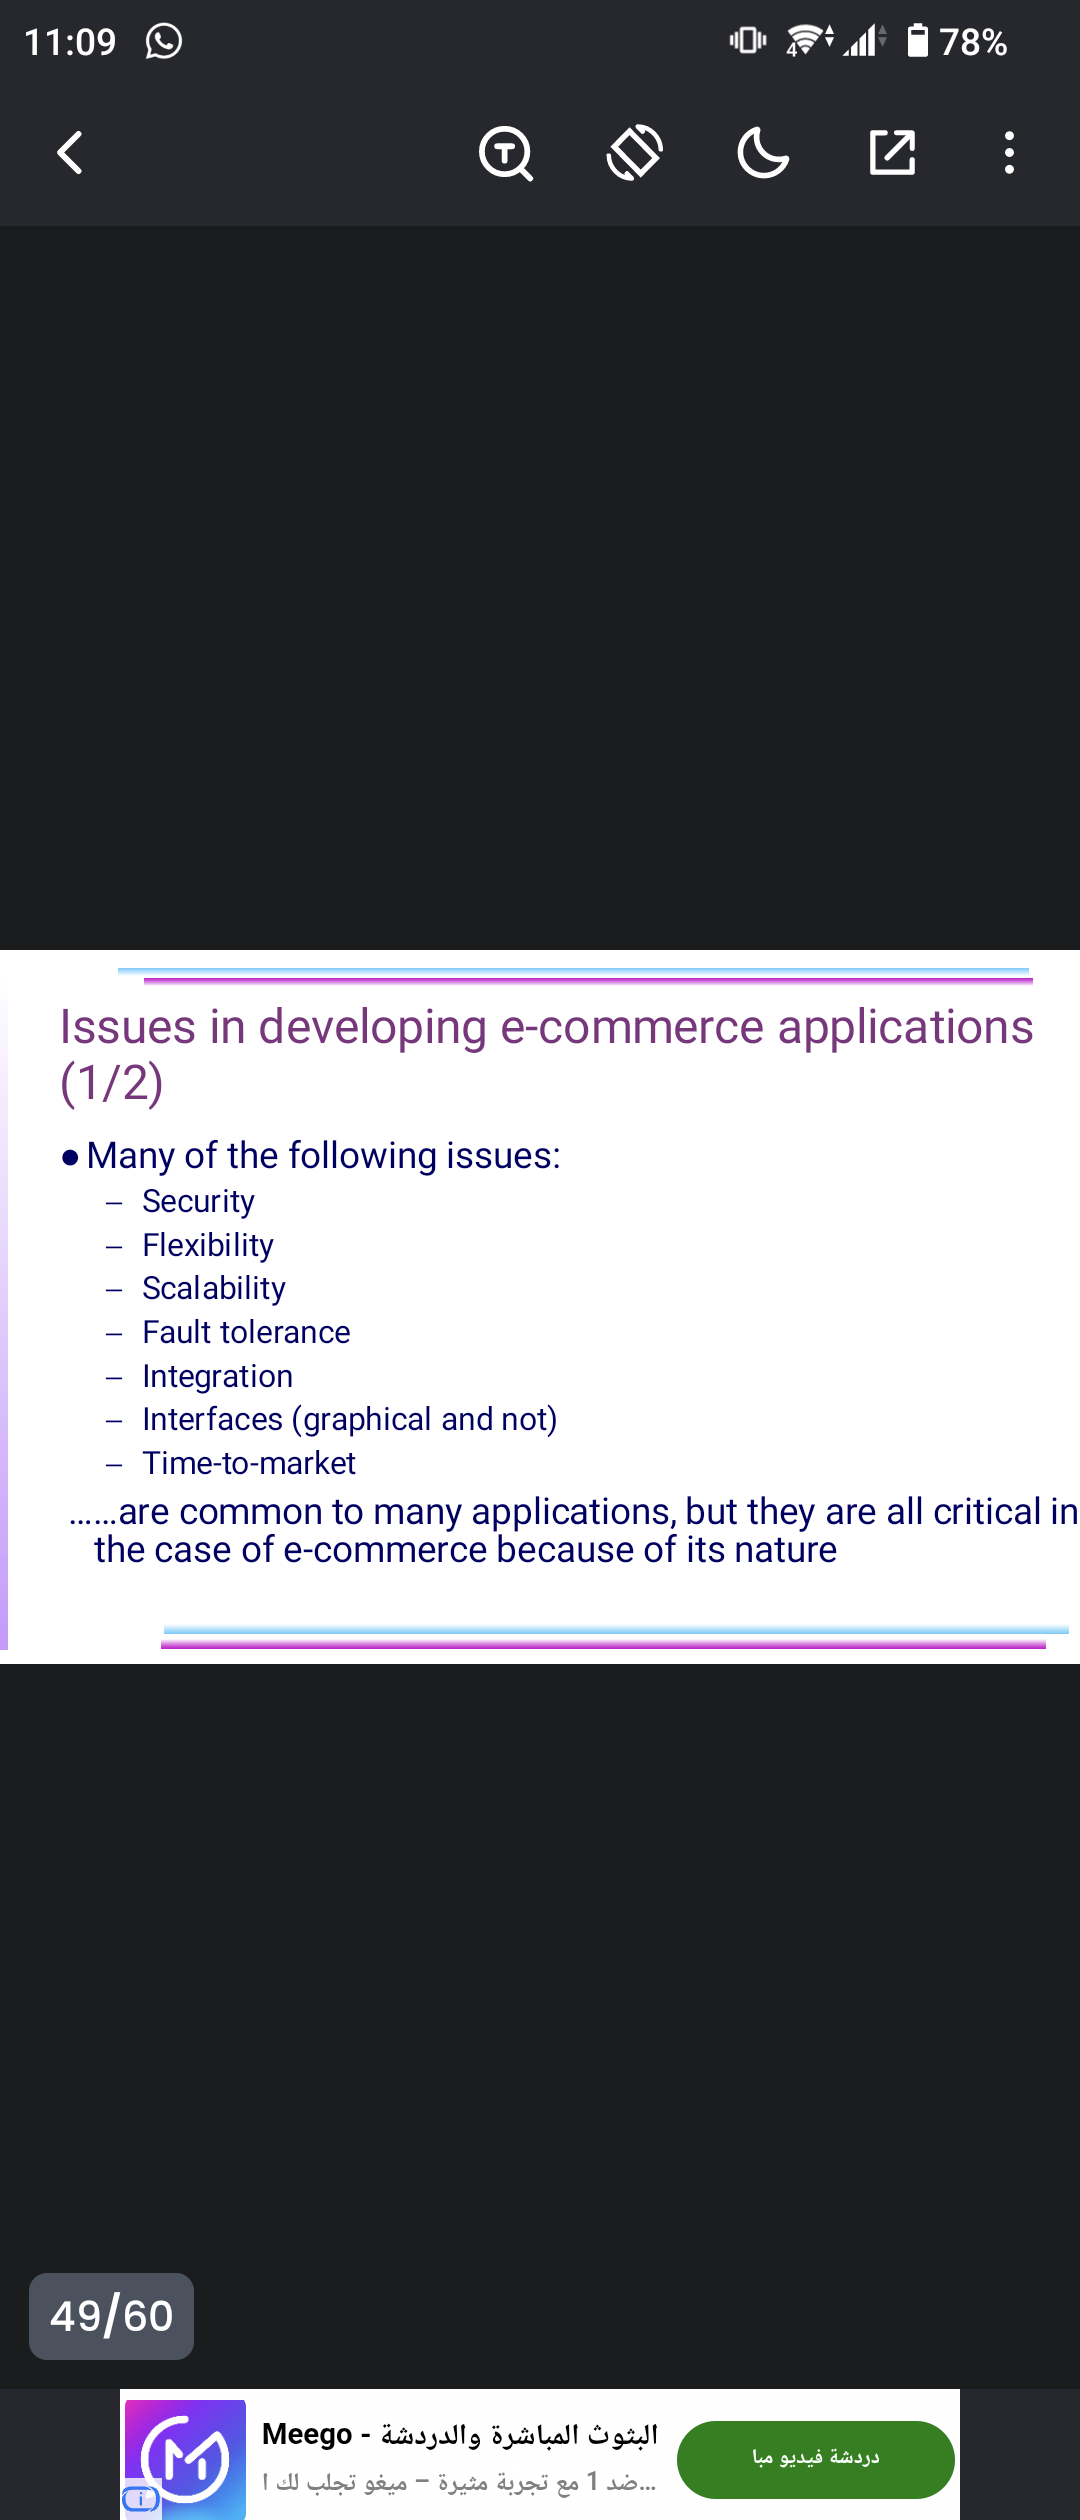 11:09
4
78%
T
Issues in developing e-commerce applications
(1/2)
● Many of the following issues:
– Security
– Flexibility
– Scalability
– Fault tolerance
– Integration
– Interfaces (graphical and not)
– Time-to-market
……are common to many applications, but they are all critical in
the case of e-commerce because of its nature
49/60
Meego - البثوث المباشرة والدردشة
ضد 1 مع تجربة مثيرة – ميغو تجلب لك ا...
دردشة فيديو مبا